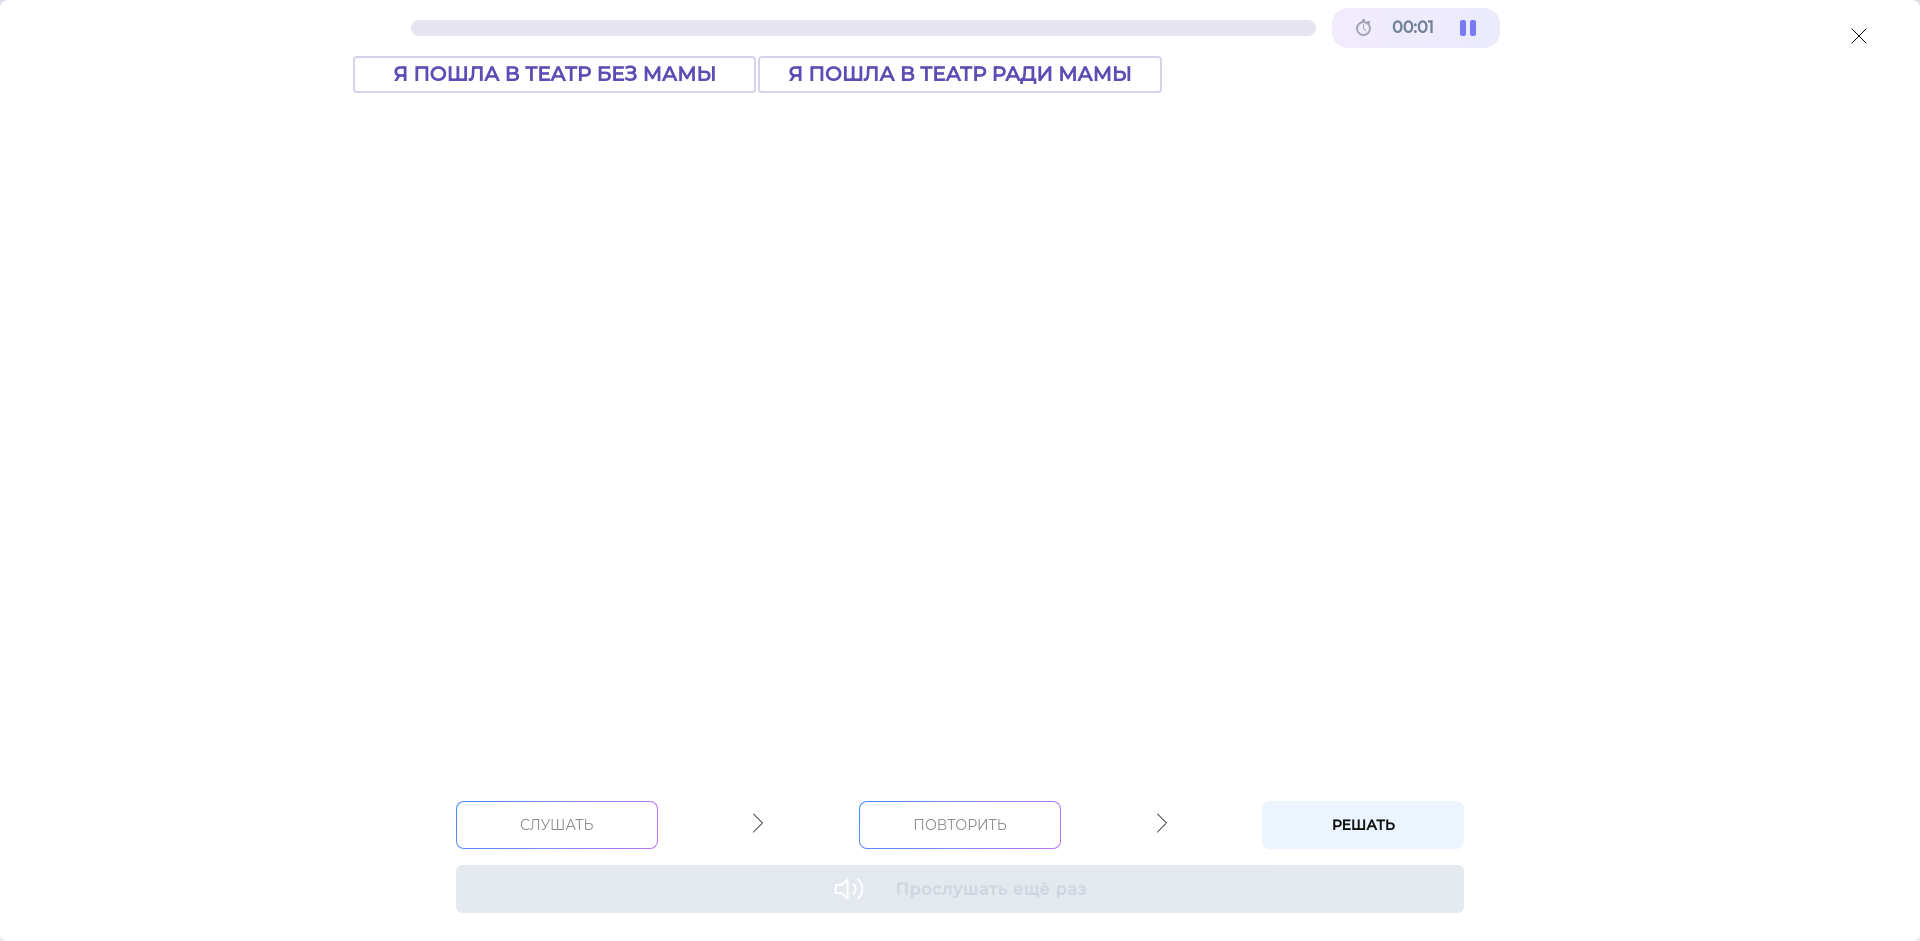 00:01
Я ПОШЛА В ТЕАТР БЕЗ МАМЫ
Я ПОШЛА В ТЕАТР РАДИ МАМЫ
СЛУШАТЬ
ПОВТОРИТЬ
РЕШАТЬ
Прослушать ещё раз